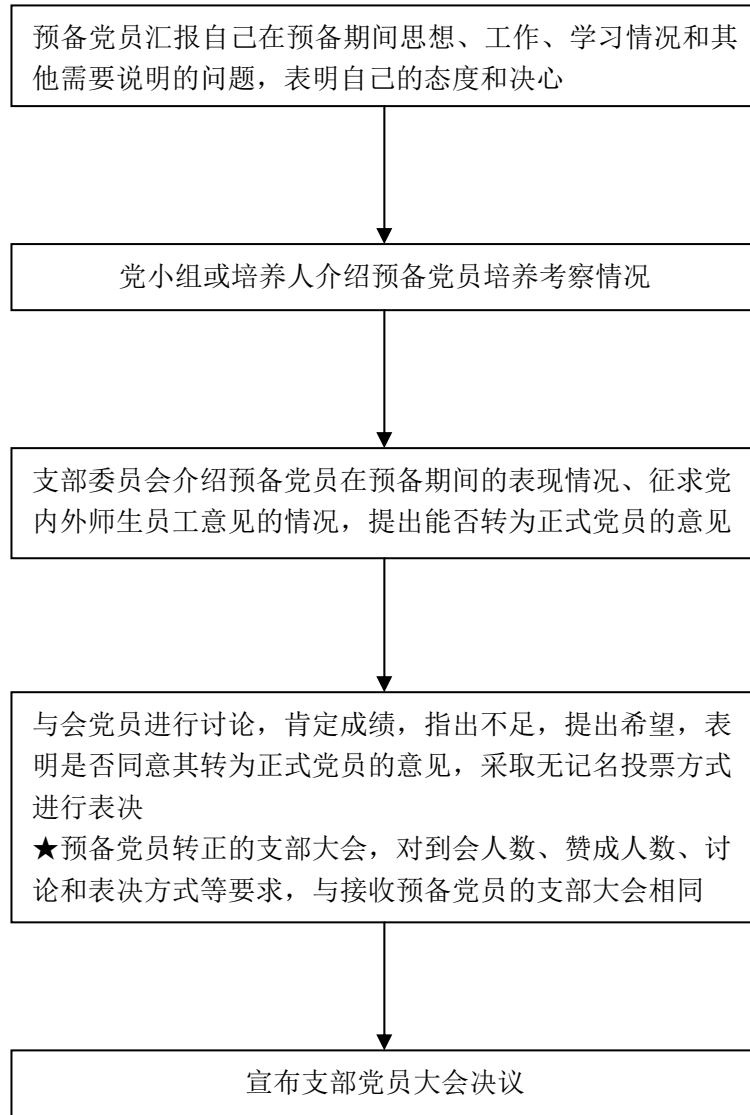 预备党员汇报自己在预备期间思想、工作、学习情况和其
他需要说明的问题，表明自己的态度和决心
党小组或培养人介绍预备党员培养考察情况
支部委员会介绍预备党员在预备期间的表现情况、征求党
内外师生员工意见的情况，提出能否转为正式党员的意见
与会党员进行讨论，肯定成绩，指出不足，提出希望，表
明是否同意其转为正式党员的意见，采取无记名投票方式
进行表决
★预备党员转正的支部大会，对到会人数、赞成人数、讨
论和表决方式等要求，与接收预备党员的支部大会相同
宣布支部党员大会决议